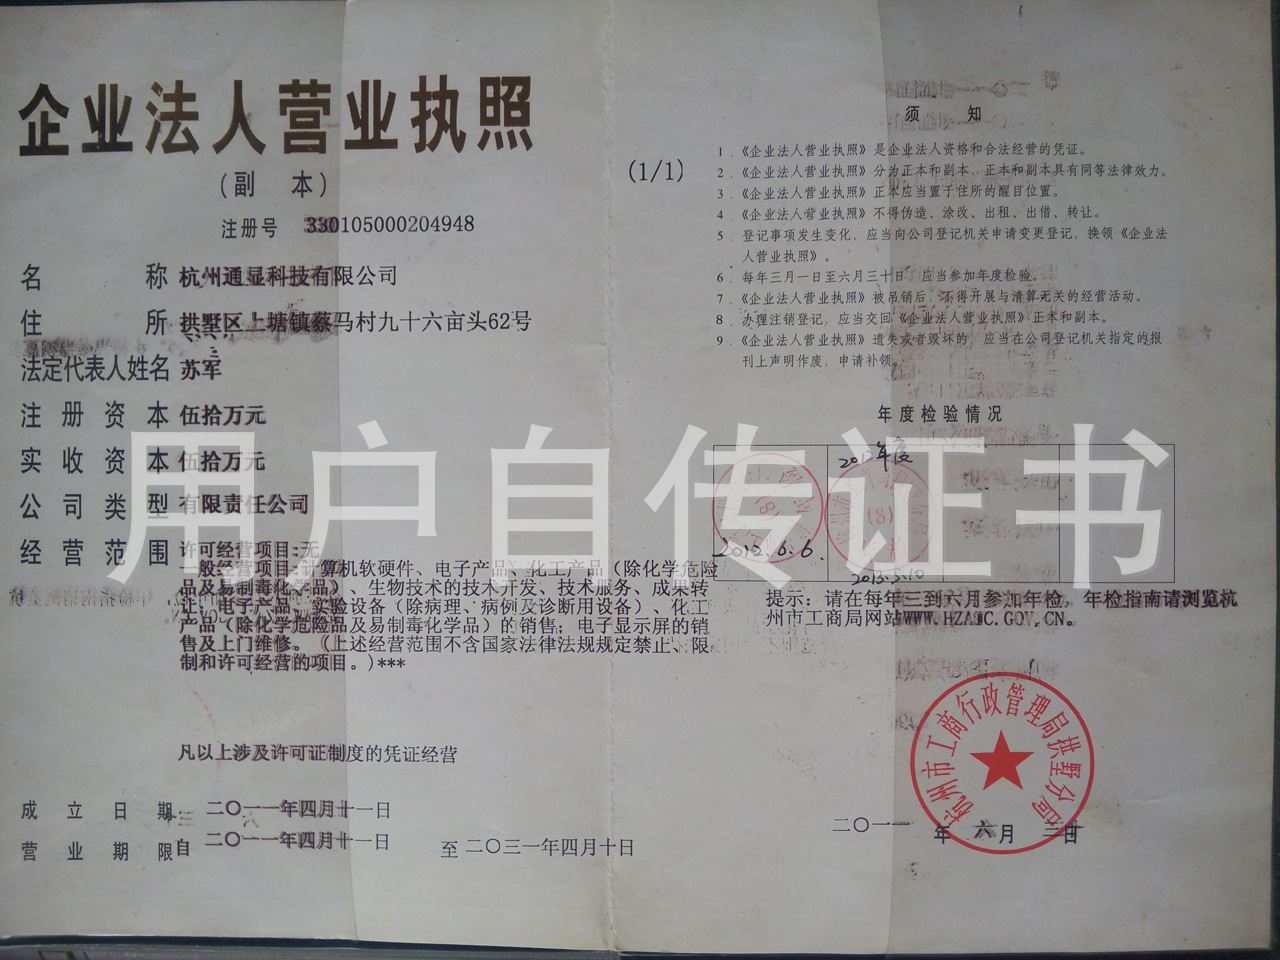 企业法人营业执照
(副 本)
(1/1)
注册号 330105000204948
名 称 杭州通显科技有限公司
住 所 拱墅区上塘镇蔡马村九十六亩头62号
法定代表人姓名 苏军
注册资本 伍拾万元
实收资本 伍拾万元
公司类型 有限责任公司
经营范围 许可经营项目:无
一般经营项目:计算机软硬件、电子产品、化工产品（除化学危险
品及易制毒化学品）、生物技术的技术开发、技术服务、成果转
让；电子产品、实验设备（除病理、病例及诊断用设备）、化工
产品（除化学危险品及易制毒化学品）的销售；电子显示屏的销
售及上门维修。（上述经营范围不含国家法律法规规定禁止、限
制和许可经营的项目。)***
凡以上涉及许可证制度的凭证经营
成立日期 二〇一一年四月十一日
营业期限 自 二〇一一年四月十一日 至 二〇三一年四月十日
须 知
1．《企业法人营业执照》是企业法人资格和合法经营的凭证。
2．《企业法人营业执照》分为正本和副本，正本和副本具有同等法律效力。
3．《企业法人营业执照》正本应当置于住所的醒目位置。
4．《企业法人营业执照》不得伪造、涂改、出租、出借、转让。
5．登记事项发生变化，应当向公司登记机关申请变更登记，换领《企业法
人营业执照》。
6．每年三月一日至六月三十日，应当参加年度检验。
7．《企业法人营业执照》被吊销后，不得开展与清算无关的经营活动。
8．办理注销登记，应当交回《企业法人营业执照》正本和副本。
9．《企业法人营业执照》遗失或者毁坏的，应当在公司登记机关指定的报
刊上声明作废，申请补领。
年度检验情况
2012年度
(8)
(8)
2012.6.6.
2013.5.10
提示：请在每年三到六月参加年检。年检指南请浏览杭
州市工商局网站WWW.HZAIC.GOV.CN。
杭州市工商行政管理局拱墅分局
二〇一一 年 六 月 三日
用户自传证书